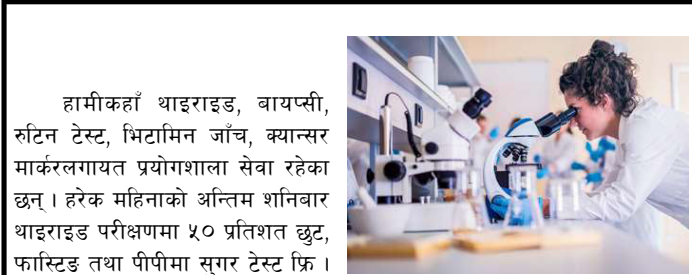 हामीकहाँ थाइराइड, बायप्सी,
रुटिन टेस्ट, भिटामिन जाँच, क्यान्सर
मार्करलगायत प्रयोगशाला सेवा रहेका
छन् । हरेक महिनाको अन्तिम शनिबार
थाइराइड परीक्षणमा ५० प्रतिशत छुट,
फास्टिङ तथा पीपीमा सुगर टेस्ट फ्रि ।